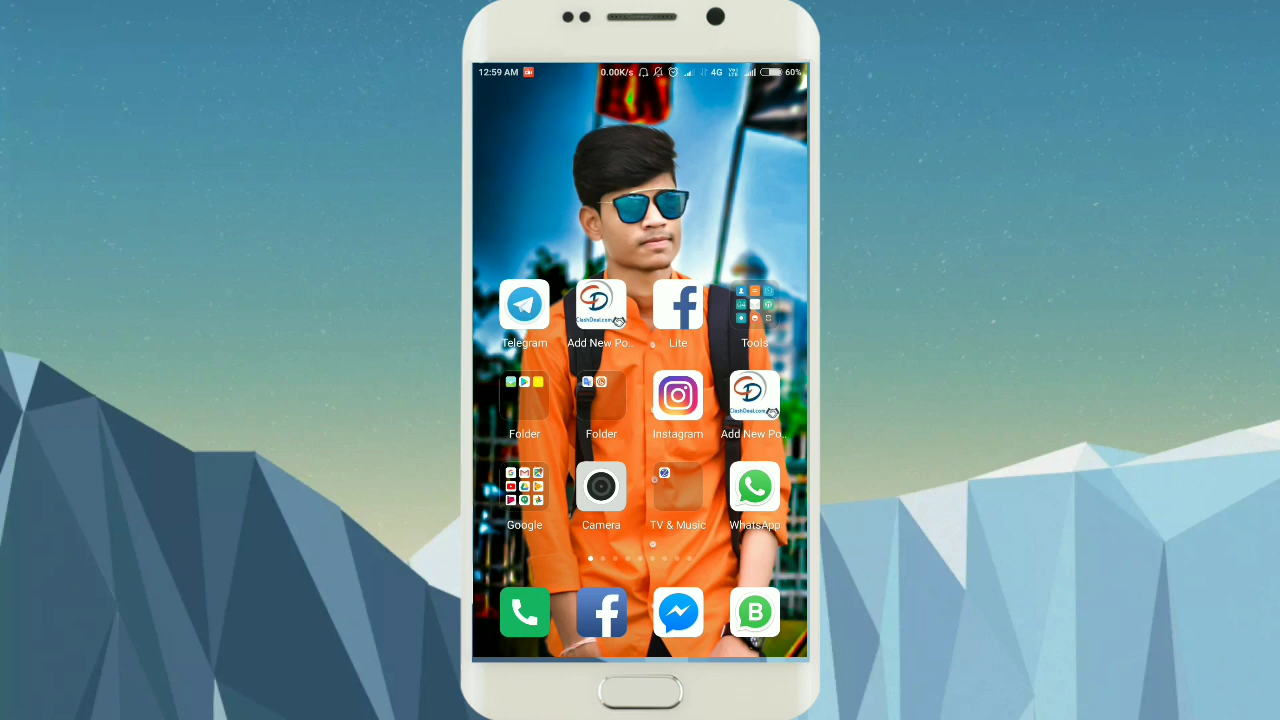 12:59 AM 0.00K/s 4G 60%
Telegram Add New Po.. Lite Tools
ClashDeal.com
Folder Folder Instagram Add New Po..
ClashDeal.com
Google Camera TV & Music WhatsApp
B